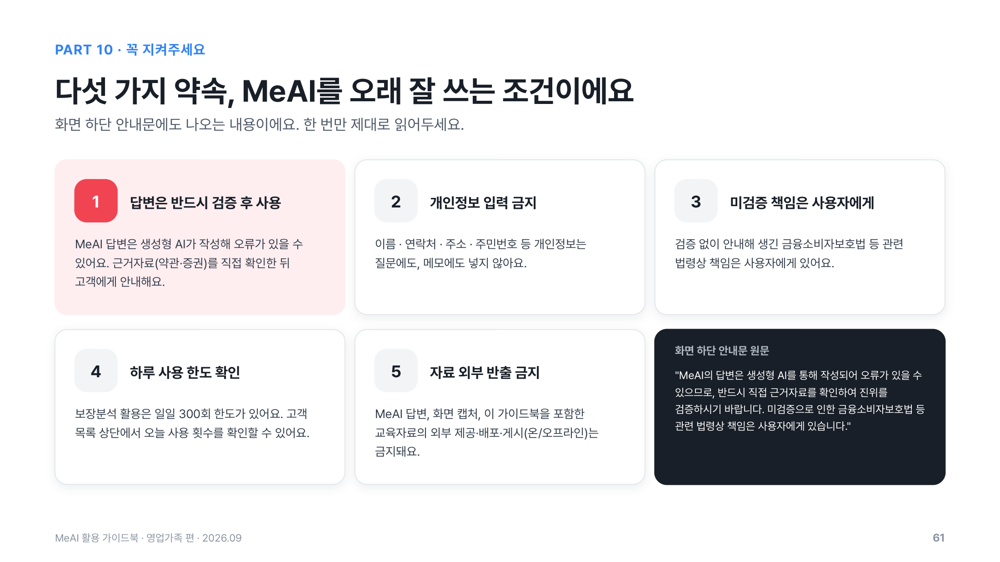 PART 10 · 꼭 지켜주세요
다섯 가지 약속, MeAI를 오래 잘 쓰는 조건이에요
화면 하단 안내문에도 나오는 내용이에요. 한 번만 제대로 읽어두세요.
1
답변은 반드시 검증 후 사용
MeAI 답변은 생성형 AI가 작성해 오류가 있을 수
있어요. 근거자료(약관·증권)를 직접 확인한 뒤
고객에게 안내해요.
2
개인정보 입력 금지
이름 · 연락처 · 주소 · 주민번호 등 개인정보는
질문에도, 메모에도 넣지 않아요.
3
미검증 책임은 사용자에게
검증 없이 안내해 생긴 금융소비자보호법 등 관련
법령상 책임은 사용자에게 있어요.
4
하루 사용 한도 확인
보장분석 활용은 일일 300회 한도가 있어요. 고객
목록 상단에서 오늘 사용 횟수를 확인할 수 있어요.
5
자료 외부 반출 금지
MeAI 답변, 화면 캡처, 이 가이드북을 포함한
교육자료의 외부 제공·배포·게시(온/오프라인)는
금지돼요.
화면 하단 안내문 원문
"MeAI의 답변은 생성형 AI를 통해 작성되어 오류가 있을 수
있으므로, 반드시 직접 근거자료를 확인하여 진위를
검증하시기 바랍니다. 미검증으로 인한 금융소비자보호법 등
관련 법령상 책임은 사용자에게 있습니다."
MeAI 활용 가이드북 · 영업가족 편 · 2026.09
61